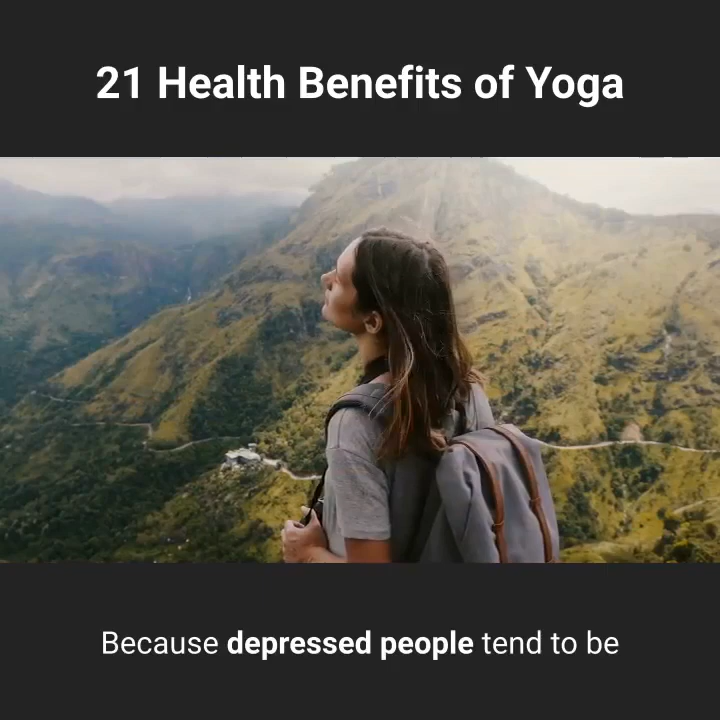 21 Health Benefits of Yoga
Because depressed people tend to be